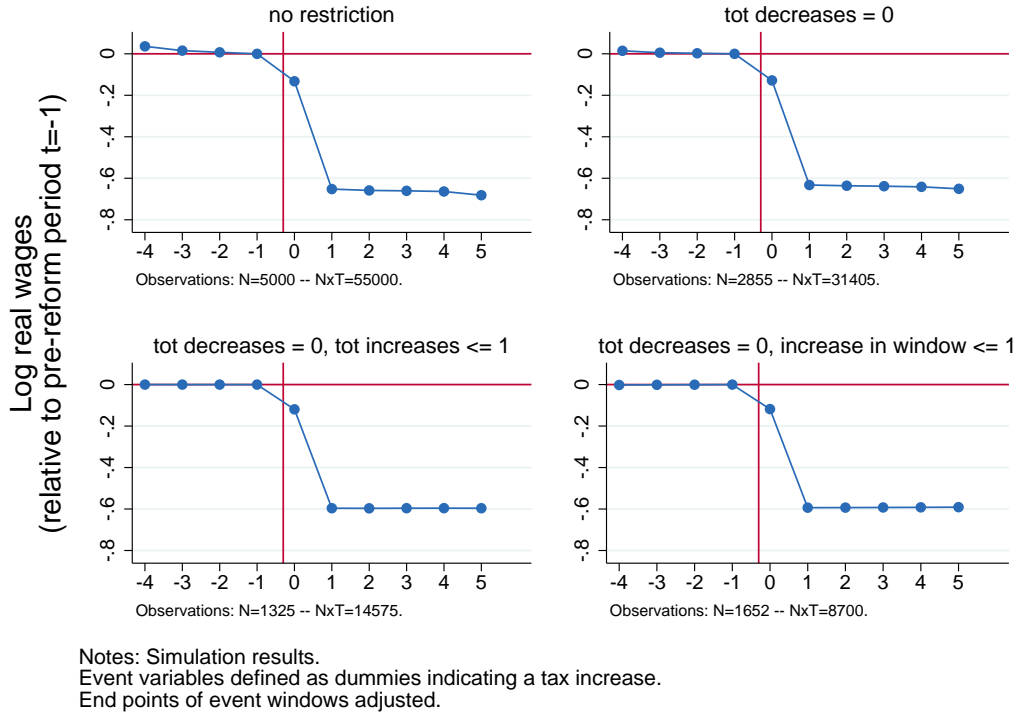 Log real wages
(relative to pre-reform period t=-1)
no restriction
0
-.2
-.4
-.6
-.8
-4 -3 -2 -1 0 1 2 3 4 5
Observations: N=5000 -- NxT=55000.
tot decreases = 0
0
-.2
-.4
-.6
-.8
-4 -3 -2 -1 0 1 2 3 4 5
Observations: N=2855 -- NxT=31405.
tot decreases = 0, tot increases <= 1
0
-.2
-.4
-.6
-.8
-4 -3 -2 -1 0 1 2 3 4 5
Observations: N=1325 -- NxT=14575.
tot decreases = 0, increase in window <= 1
0
-.2
-.4
-.6
-.8
-4 -3 -2 -1 0 1 2 3 4 5
Observations: N=1652 -- NxT=8700.
Notes: Simulation results.
Event variables defined as dummies indicating a tax increase.
End points of event windows adjusted.